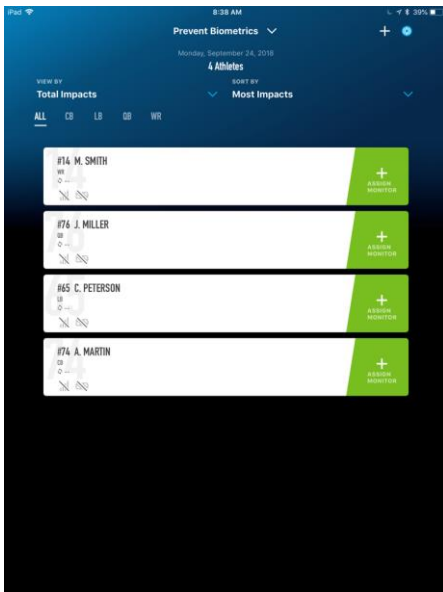 iPad 8:38 AM 39%
Prevent Biometrics
Monday, September 24, 2018
4 Athletes
VIEW BY SORT BY
Total Impacts Most Impacts
ALL CB LB QB WR
#14 M. SMITH
WR
--
+
ASSIGN
MONITOR
#76 J. MILLER
QB
--
+
ASSIGN
MONITOR
#65 C. PETERSON
LB
--
+
ASSIGN
MONITOR
#74 A. MARTIN
--
+
ASSIGN
MONITOR